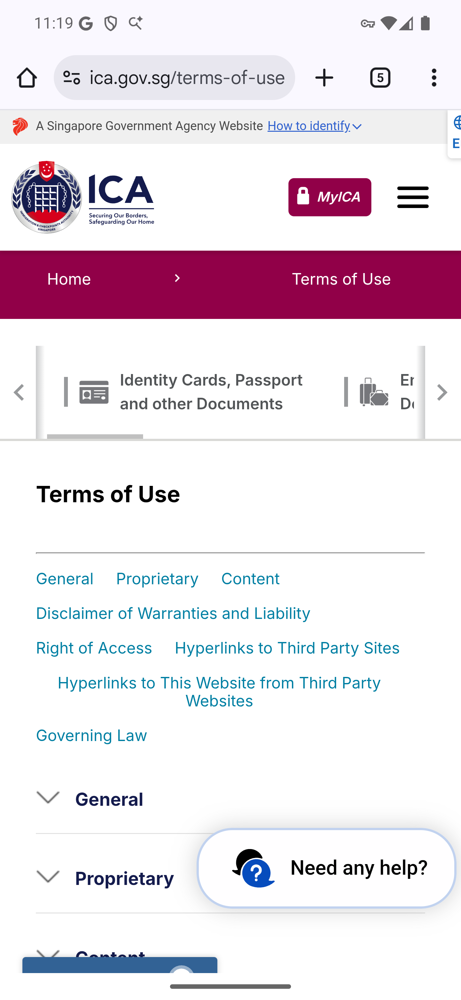 11:19
ica.gov.sg/terms-of-use
5
A Singapore Government Agency Website How to identify
IMMIGRATION & CHECKPOINTS AUTHORITY
SINGAPORE
ICA
Securing Our Borders,
Safeguarding Our Home
MyICA
Home
Terms of Use
Identity Cards, Passport
and other Documents
Terms of Use
General Proprietary Content
Disclaimer of Warranties and Liability
Right of Access Hyperlinks to Third Party Sites
Hyperlinks to This Website from Third Party
Websites
Governing Law
General
Proprietary
Need any help?
Content